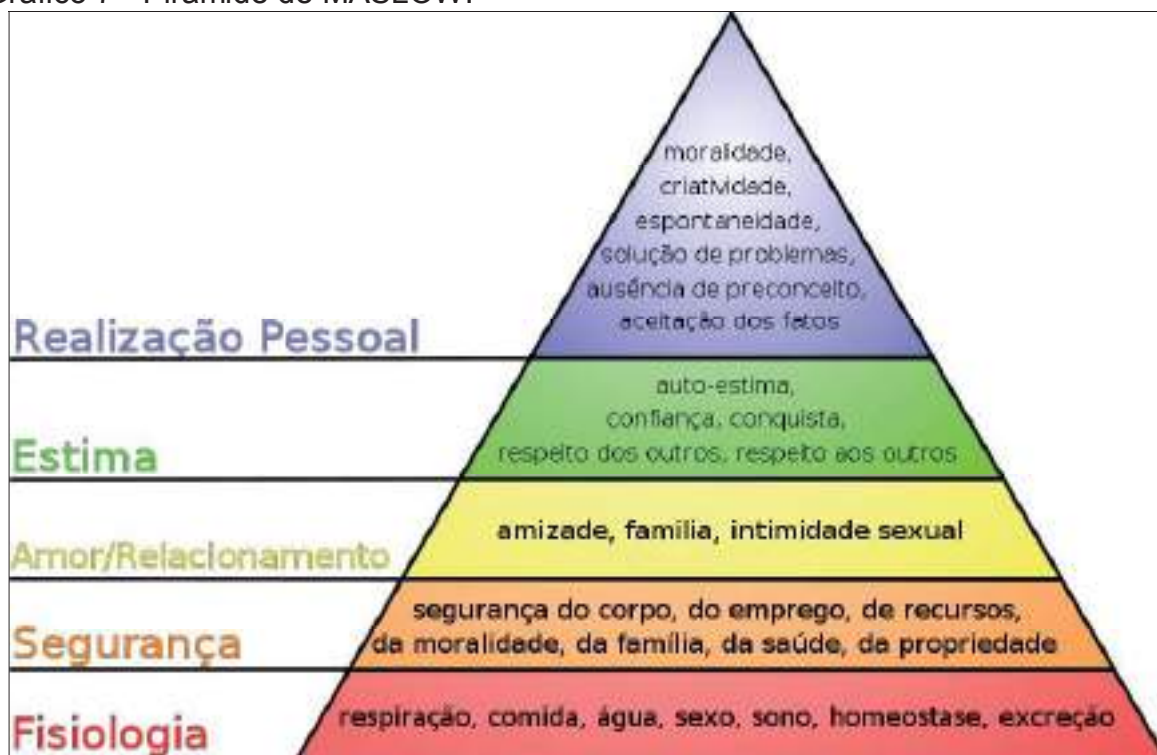 moralidade,
criatividade,
espontaneidade,
solução de problemas,
ausência de preconceito,
aceitação dos fatos
Realização Pessoal
auto-estima,
confiança, conquista,
respeito dos outros, respeito aos outros
Estima
amizade, família, intimidade sexual
Amor/Relacionamento
segurança do corpo, do emprego, de recursos,
da moralidade, da família, da saúde, da propriedade
Segurança
respiração, comida, água, sexo, sono, homeostase, excreção
Fisiologia